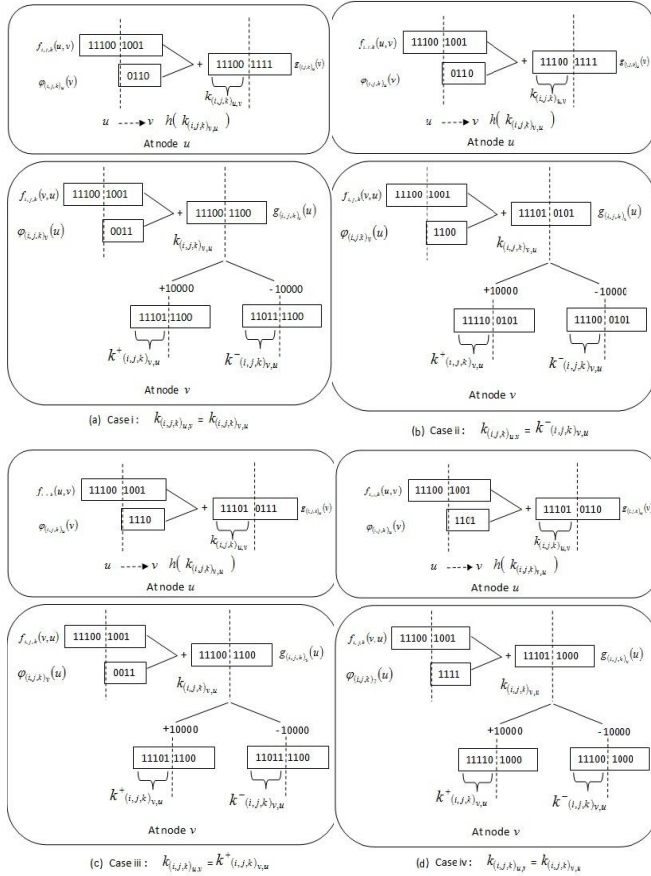 f_{i,j,k}(u,v) 11100 1001
+ 11100 1111 g_{(i,j,k)_u}(v)
φ_{(i,j,k)_u}(v) 0110
k_{(i,j,k)_{u,v}}
u ----> v h( k_{(i,j,k)_{v,u}} )
At node u
f_{i,j,k}(v,u) 11100 1001
+ 11100 1100 g_{(i,j,k)_v}(u)
φ_{(i,j,k)_v}(u) 0011
k_{(i,j,k)_{v,u}}
+10000 -10000
11101 1100 11011 1100
k^+_{(i,j,k)_{v,u}} k^-_{(i,j,k)_{v,u}}
At node v
(a) Case i : k_{(i,j,k)_{u,v}} = k_{(i,j,k)_{v,u}}
f_{i,j,k}(u,v) 11100 1001
+ 11100 1111 g_{(i,j,k)_u}(v)
φ_{(i,j,k)_u}(v) 0110
k_{(i,j,k)_{u,v}}
u ----> v h( k_{(i,j,k)_{v,u}} )
At node u
f_{i,j,k}(v,u) 11100 1001
+ 11101 0101 g_{(i,j,k)_v}(u)
φ_{(i,j,k)_v}(u) 1100
k_{(i,j,k)_{v,u}}
+10000 -10000
11110 0101 11100 0101
k^+_{(i,j,k)_{v,u}} k^-_{(i,j,k)_{v,u}}
At node v
(b) Case ii : k_{(i,j,k)_{u,v}} = k^-_{(i,j,k)_{v,u}}
11100 1001
+ 11101 0111 g_{(i,j,k)_u}(v)
φ_{(i,j,k)_u}(v) 1110
k_{(i,j,k)_{u,v}}
u ----> v h( k_{(i,j,k)_{v,u}} )
At node u
f_{i,j,k}(v,u) 11100 1001
+ 11100 1100 g_{(i,j,k)_v}(u)
φ_{(i,j,k)_v}(u) 0011
k_{(i,j,k)_{v,u}}
+10000 -10000
11101 1100 11011 1100
k^+_{(i,j,k)_{v,u}} k^-_{(i,j,k)_{v,u}}
At node v
(c) Case iii : k_{(i,j,k)_{u,v}} = k^+_{(i,j,k)_{v,u}}
f_{i,j,k}(u,v) 11100 1001
+ 11101 0110 g_{(i,j,k)_u}(v)
φ_{(i,j,k)_u}(v) 1101
k_{(i,j,k)_{u,v}}
u ----> v h( k_{(i,j,k)_{v,u}} )
At node u
f_{i,j,k}(v,u) 11100 1001
+ 11101 1000 g_{(i,j,k)_v}(u)
1111
k_{(i,j,k)_{v,u}}
+10000 -10000
11110 1000 11100 1000
k^+_{(i,j,k)_{v,u}} k^-_{(i,j,k)_{v,u}}
At node v
(d) Case iv : k_{(i,j,k)_{u,v}} = k_{(i,j,k)_{v,u}}